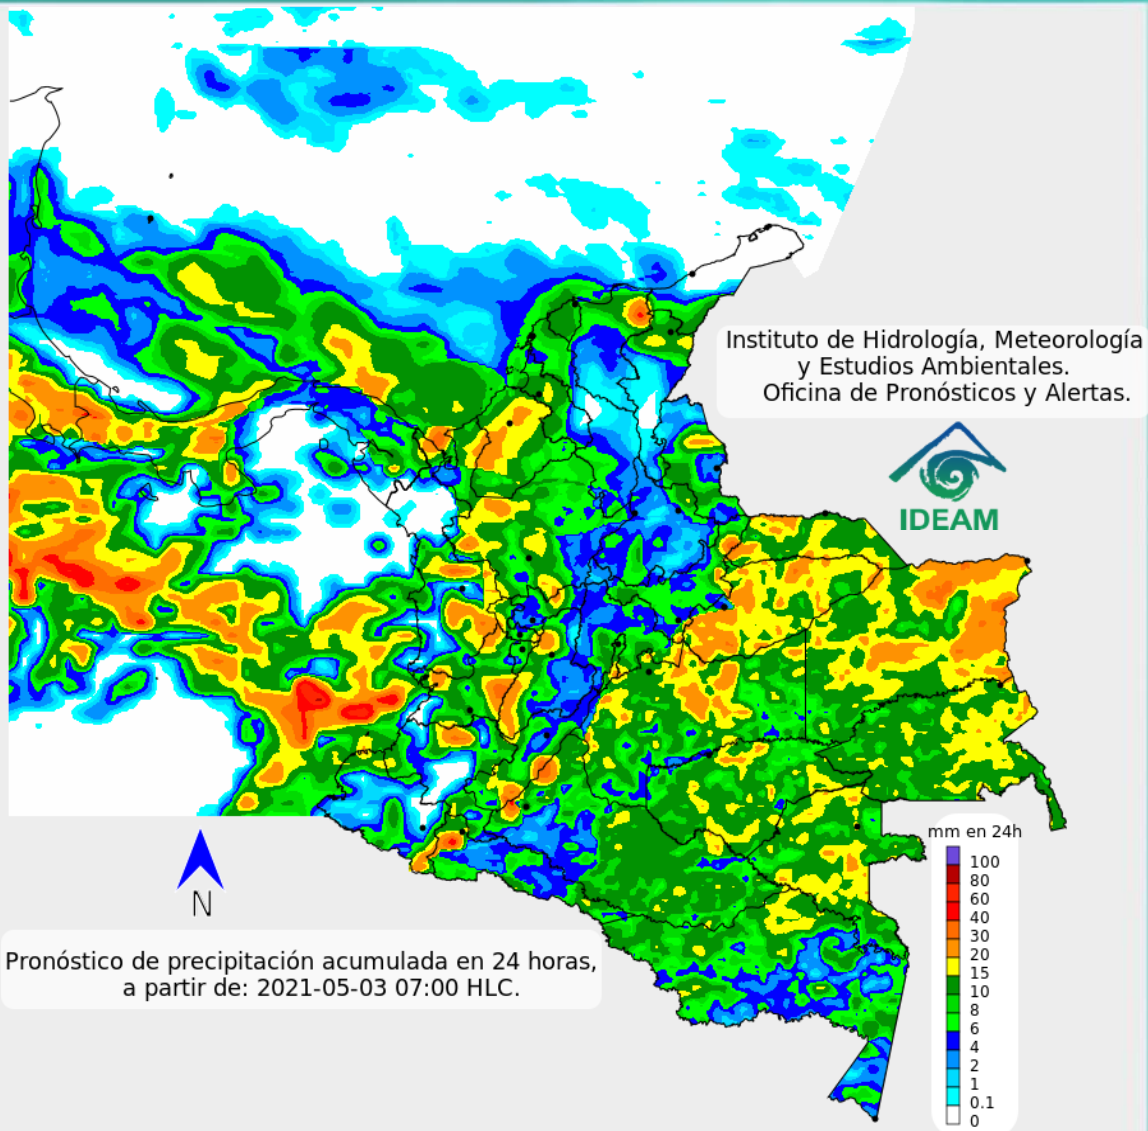 Instituto de Hidrología, Meteorología
y Estudios Ambientales.
Oficina de Pronósticos y Alertas.
IDEAM
mm en 24h
100
80
60
40
30
20
15
10
8
6
4
2
1
0.1
0
N
Pronóstico de precipitación acumulada en 24 horas,
a partir de: 2021-05-03 07:00 HLC.